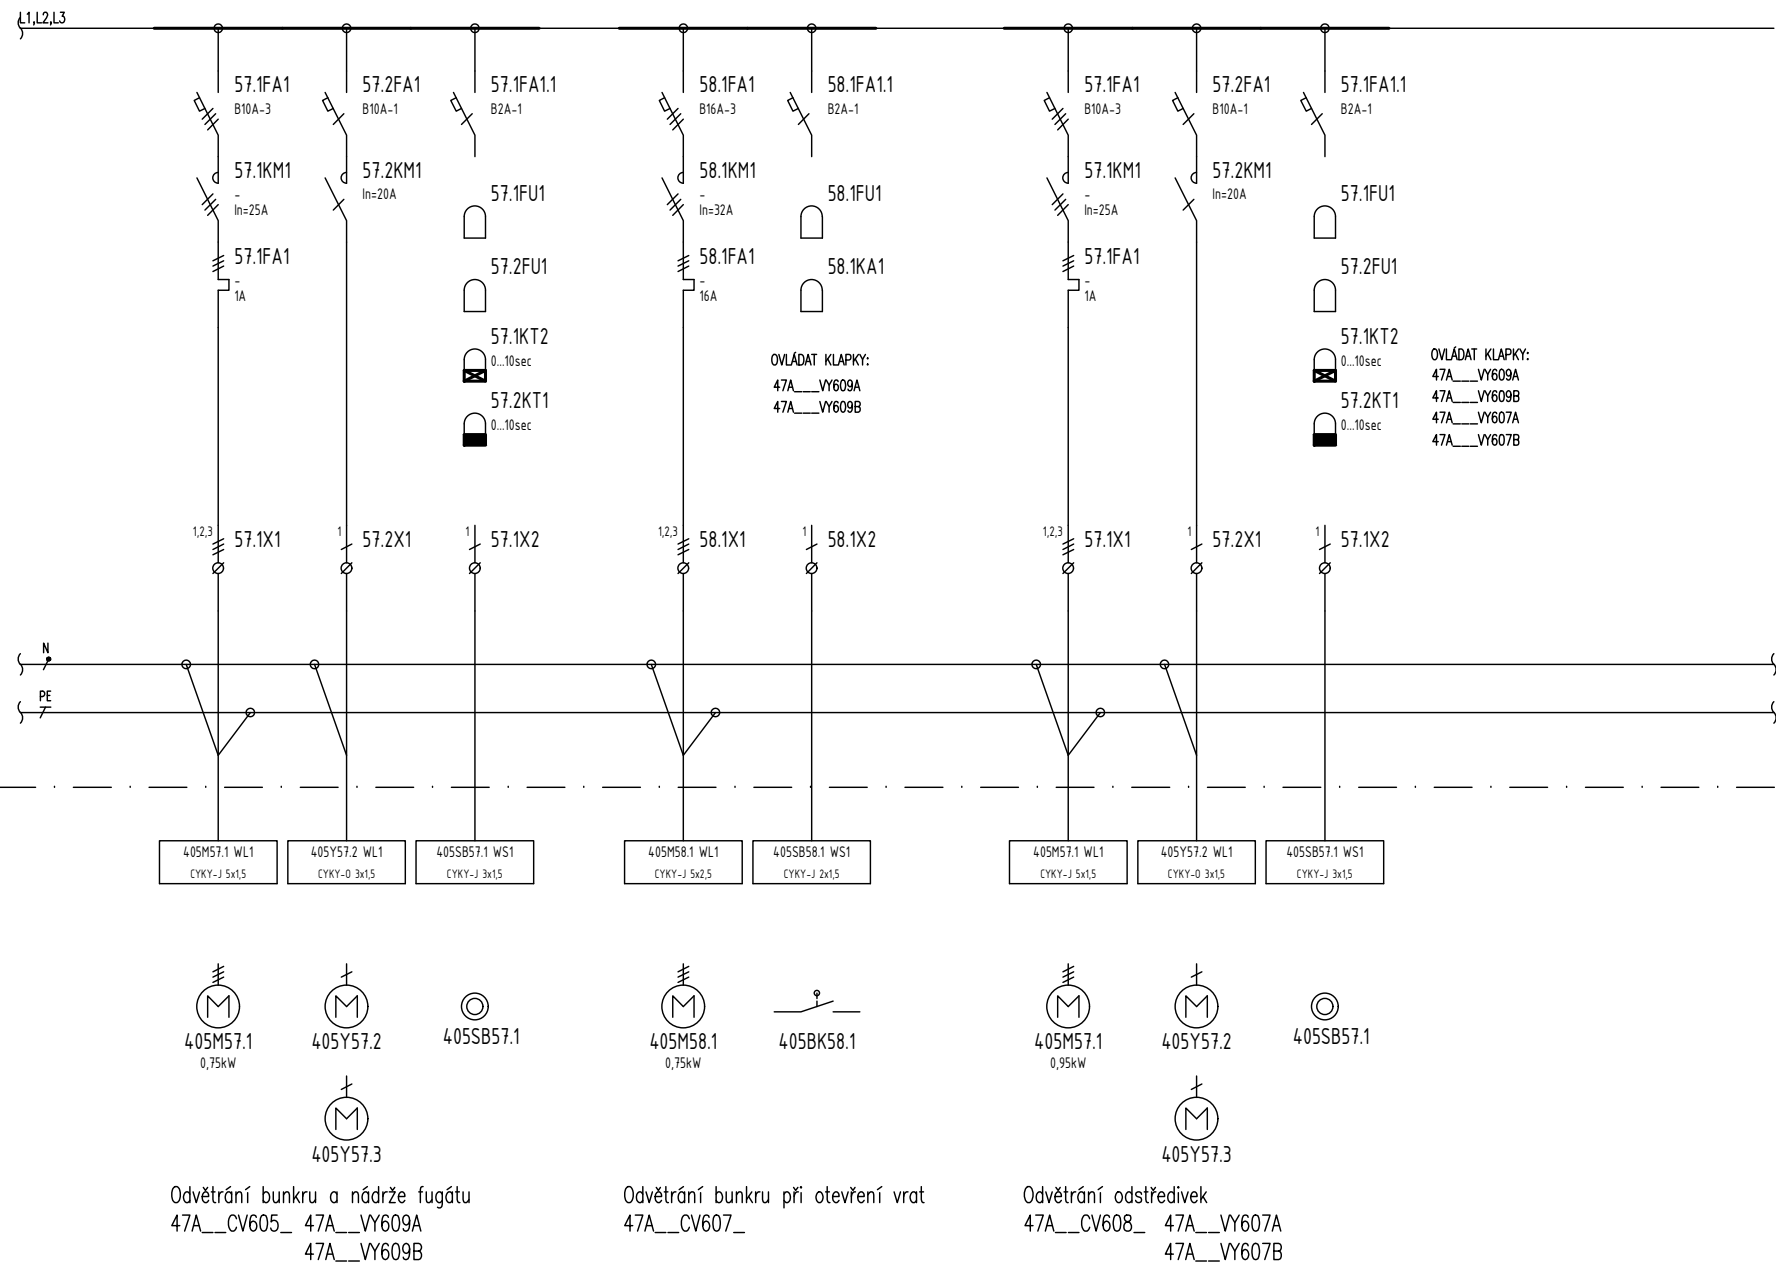 L1,L2,L3
57.1FA1
B10A-3
57.2FA1
B10A-1
57.1FA1.1
B2A-1
58.1FA1
B16A-3
58.1FA1.1
B2A-1
57.1FA1
B10A-3
57.2FA1
B10A-1
57.1FA1.1
B2A-1
57.1KM1
-
In=25A
57.2KM1
In=20A
57.1FU1
58.1KM1
-
In=32A
58.1FU1
57.1KM1
-
In=25A
57.2KM1
In=20A
57.1FU1
57.1FA1
-
1A
57.2FU1
58.1FA1
-
16A
58.1KA1
57.1FA1
-
1A
57.2FU1
57.1KT2
0...10sec
57.2KT1
0...10sec
OVLÁDAT KLAPKY:
47A___VY609A
47A___VY609B
57.1KT2
0...10sec
57.2KT1
0...10sec
OVLÁDAT KLAPKY:
47A___VY609A
47A___VY609B
47A___VY607A
47A___VY607B
1,2,3 57.1X1
1 57.2X1
1 57.1X2
1,2,3 58.1X1
1 58.1X2
1,2,3 57.1X1
1 57.2X1
1 57.1X2
N
PE
405M57.1 WL1
CYKY-J 5x1,5
405Y57.2 WL1
CYKY-O 3x1,5
405SB57.1 WS1
CYKY-J 3x1,5
405M58.1 WL1
CYKY-J 5x2,5
405SB58.1 WS1
CYKY-J 2x1,5
405M57.1 WL1
CYKY-J 5x1,5
405Y57.2 WL1
CYKY-O 3x1,5
405SB57.1 WS1
CYKY-J 3x1,5
M
405M57.1
0,75kW
M
405Y57.2
405SB57.1
M
405M58.1
0,75kW
405BK58.1
M
405M57.1
0,95kW
M
405Y57.2
405SB57.1
M
405Y57.3
M
405Y57.3
Odvětrání bunkru a nádrže fugátu
47A__CV605_ 47A__VY609A
47A__VY609B
Odvětrání bunkru při otevření vrat
47A__CV607_
Odvětrání odstředivek
47A__CV608_ 47A__VY607A
47A__VY607B